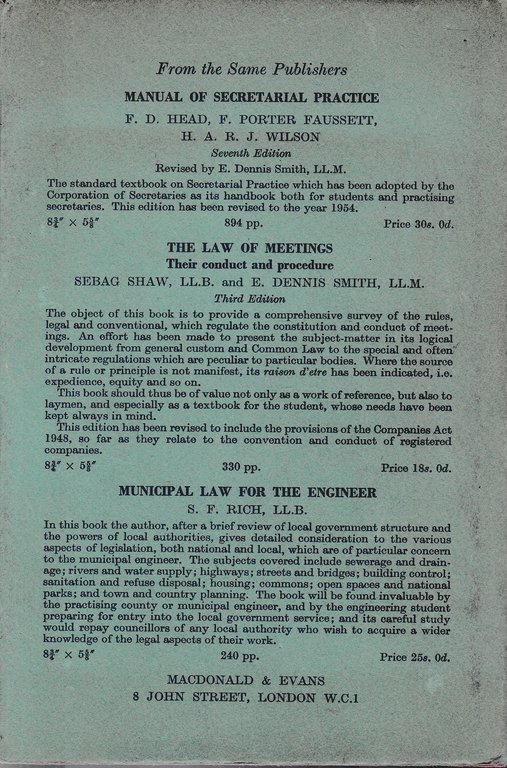 From the Same Publishers
MANUAL OF SECRETARIAL PRACTICE
F. D. HEAD, F. PORTER FAUSSETT,
H. A. R. J. WILSON
Seventh Edition
Revised by E. Dennis Smith, LL.M.
The standard textbook on Secretarial Practice which has been adopted by the
Corporation of Secretaries as its handbook both for students and practising
secretaries. This edition has been revised to the year 1954.
8¾″ × 5⅝″ 894 pp. Price 30s. 0d.
THE LAW OF MEETINGS
Their conduct and procedure
SEBAG SHAW, LL.B. and E. DENNIS SMITH, LL.M.
Third Edition
The object of this book is to provide a comprehensive survey of the rules,
legal and conventional, which regulate the constitution and conduct of meet-
ings. An effort has been made to present the subject-matter in its logical
development from general custom and Common Law to the special and often
intricate regulations which are peculiar to particular bodies. Where the source
of a rule or principle is not manifest, its raison d'etre has been indicated, i.e.
expedience, equity and so on.
This book should thus be of value not only as a work of reference, but also to
laymen, and especially as a textbook for the student, whose needs have been
kept always in mind.
This edition has been revised to include the provisions of the Companies Act
1948, so far as they relate to the convention and conduct of registered
companies.
8¾″ × 5⅝″ 330 pp. Price 18s. 0d.
MUNICIPAL LAW FOR THE ENGINEER
S. F. RICH, LL.B.
In this book the author, after a brief review of local government structure and
the powers of local authorities, gives detailed consideration to the various
aspects of legislation, both national and local, which are of particular concern
to the municipal engineer. The subjects covered include sewerage and drain-
age; rivers and water supply; highways; streets and bridges; building control;
sanitation and refuse disposal; housing; commons; open spaces and national
parks; and town and country planning. The book will be found invaluable by
the practising county or municipal engineer, and by the engineering student
preparing for entry into the local government service; and its careful study
would repay councillors of any local authority who wish to acquire a wider
knowledge of the legal aspects of their work.
8¾″ × 5⅝″ 240 pp. Price 25s. 0d.
MACDONALD & EVANS
8 JOHN STREET, LONDON W.C.1